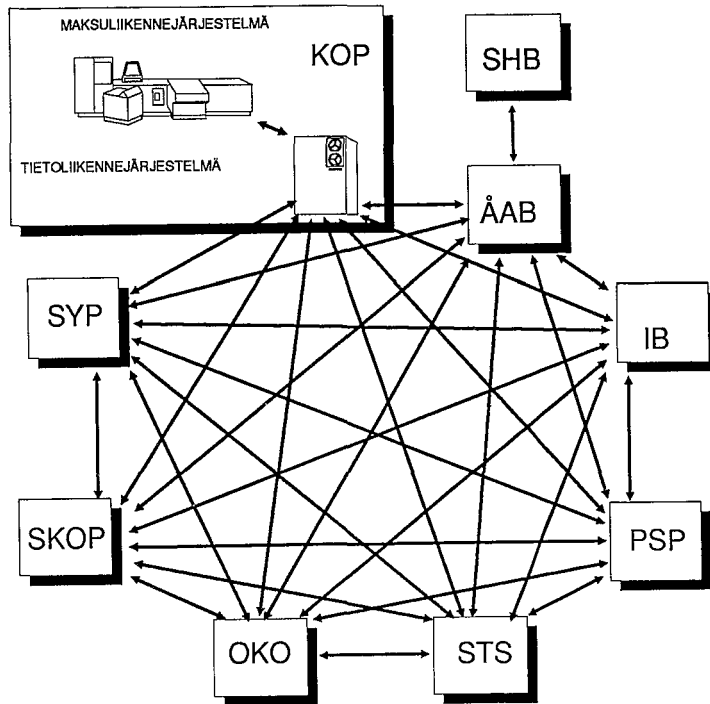 MAKSULIIKENNEJÄRJESTELMÄ
KOP
SHB
TIETOLIIKENNEJÄRJESTELMÄ
ÅAB
SYP
IB
SKOP
PSP
OKO
STS